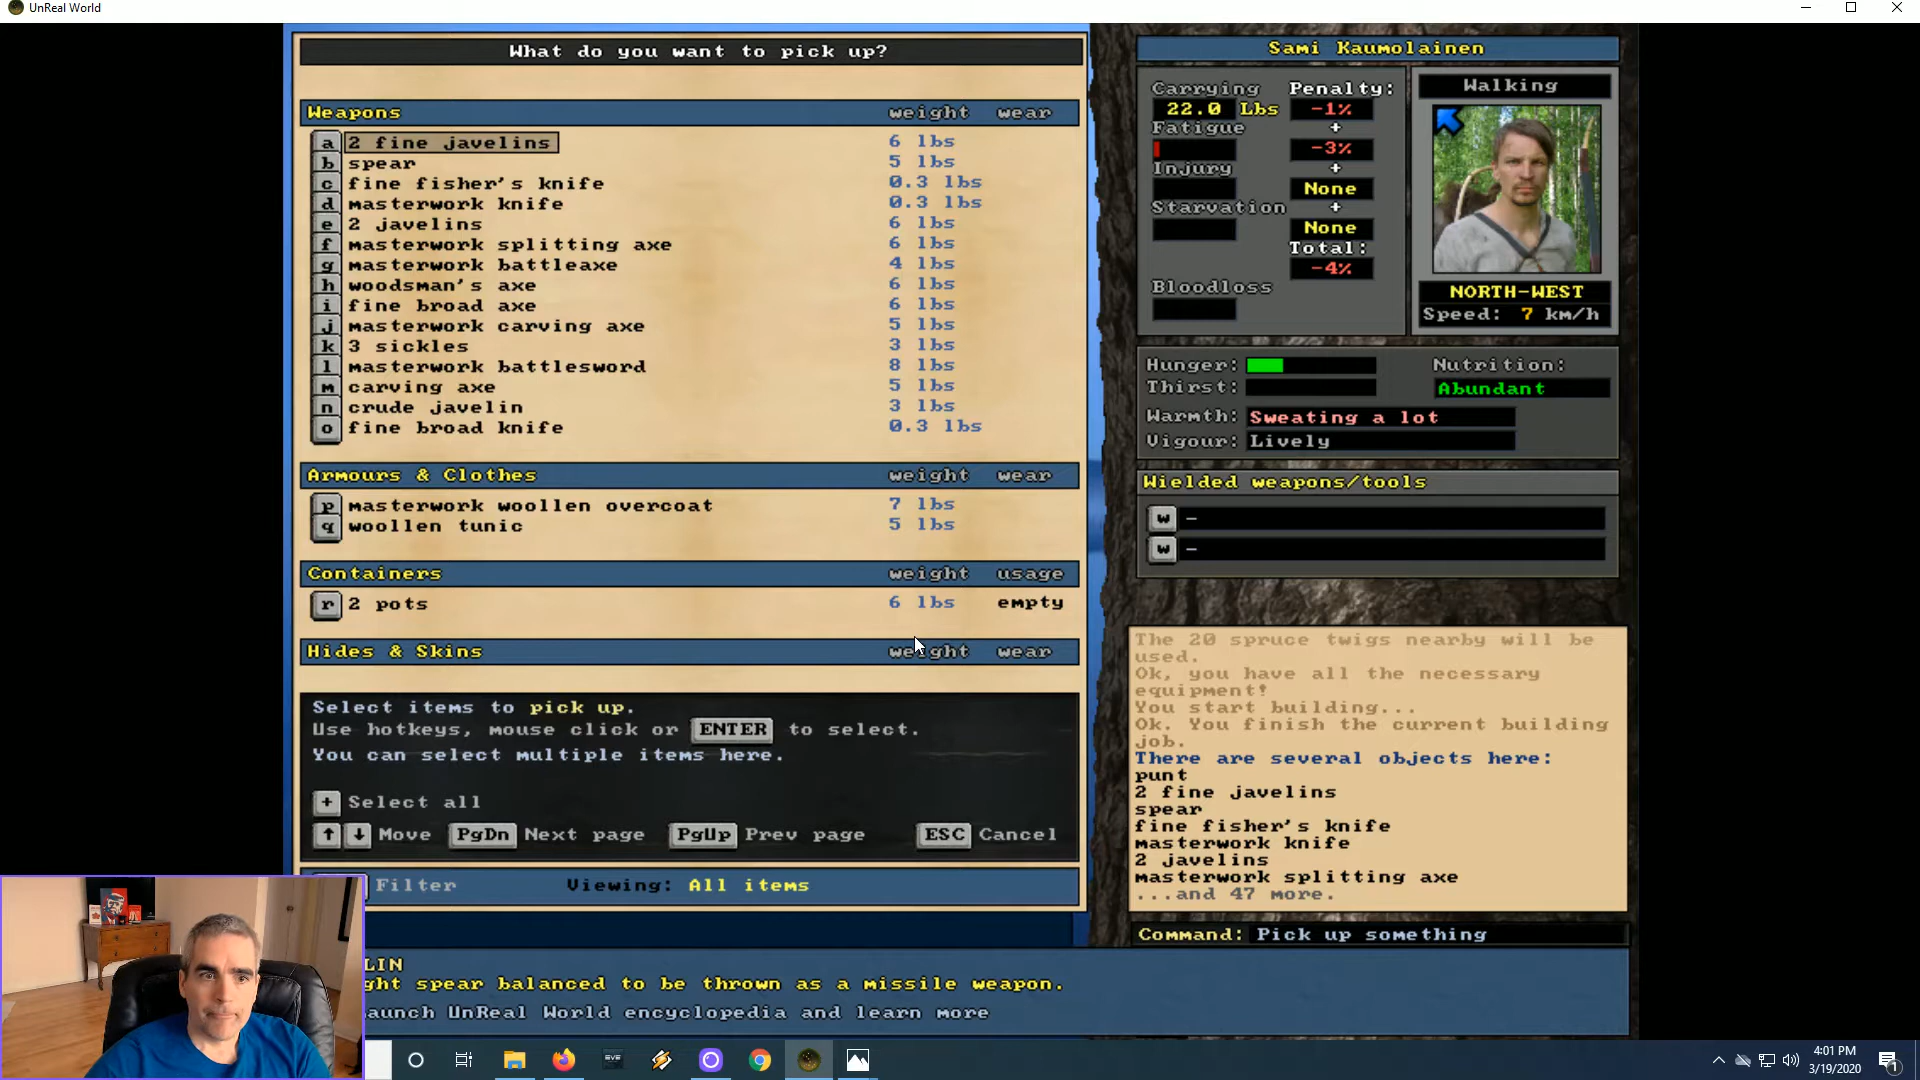 UnReal World
What do you want to pick up?
Weapons weight wear
a 2 fine javelins 6 lbs
b spear 5 lbs
c fine fisher's knife 0.3 lbs
d masterwork knife 0.3 lbs
e 2 javelins 6 lbs
f masterwork splitting axe 6 lbs
g masterwork battleaxe 4 lbs
h woodsman's axe 6 lbs
i fine broad axe 6 lbs
j masterwork carving axe 5 lbs
k 3 sickles 3 lbs
l masterwork battlesword 8 lbs
m carving axe 5 lbs
n crude javelin 3 lbs
o fine broad knife 0.3 lbs
Armours & Clothes weight wear
p masterwork woollen overcoat 7 lbs
q woollen tunic 5 lbs
Containers weight usage
r 2 pots 6 lbs empty
Hides & Skins weight wear
Select items to pick up.
Use hotkeys, mouse click or ENTER to select.
You can select multiple items here.
+ Select all
↑ ↓ Move PgDn Next page PgUp Prev page ESC Cancel
Filter Viewing: All items
LIN
ght spear balanced to be thrown as a missile weapon.
aunch UnReal World encyclopedia and learn more
Sami Kaumolainen
Carrying Penalty:
22.0 Lbs -1%
Fatigue +
-3%
Injury +
None
Starvation +
None
Total:
-4%
Bloodloss
Walking
NORTH-WEST
Speed: 7 km/h
Hunger: Nutrition:
Thirst: Abundant
Warmth: Sweating a lot
Vigour: Lively
Wielded weapons/tools
w -
w -
The 20 spruce twigs nearby will be
used.
Ok, you have all the necessary
equipment!
You start building...
Ok. You finish the current building
job.
There are several objects here:
punt
2 fine javelins
spear
fine fisher's knife
masterwork knife
2 javelins
masterwork splitting axe
...and 47 more.
Command: Pick up something
EVE
4:01 PM
3/19/2020
1